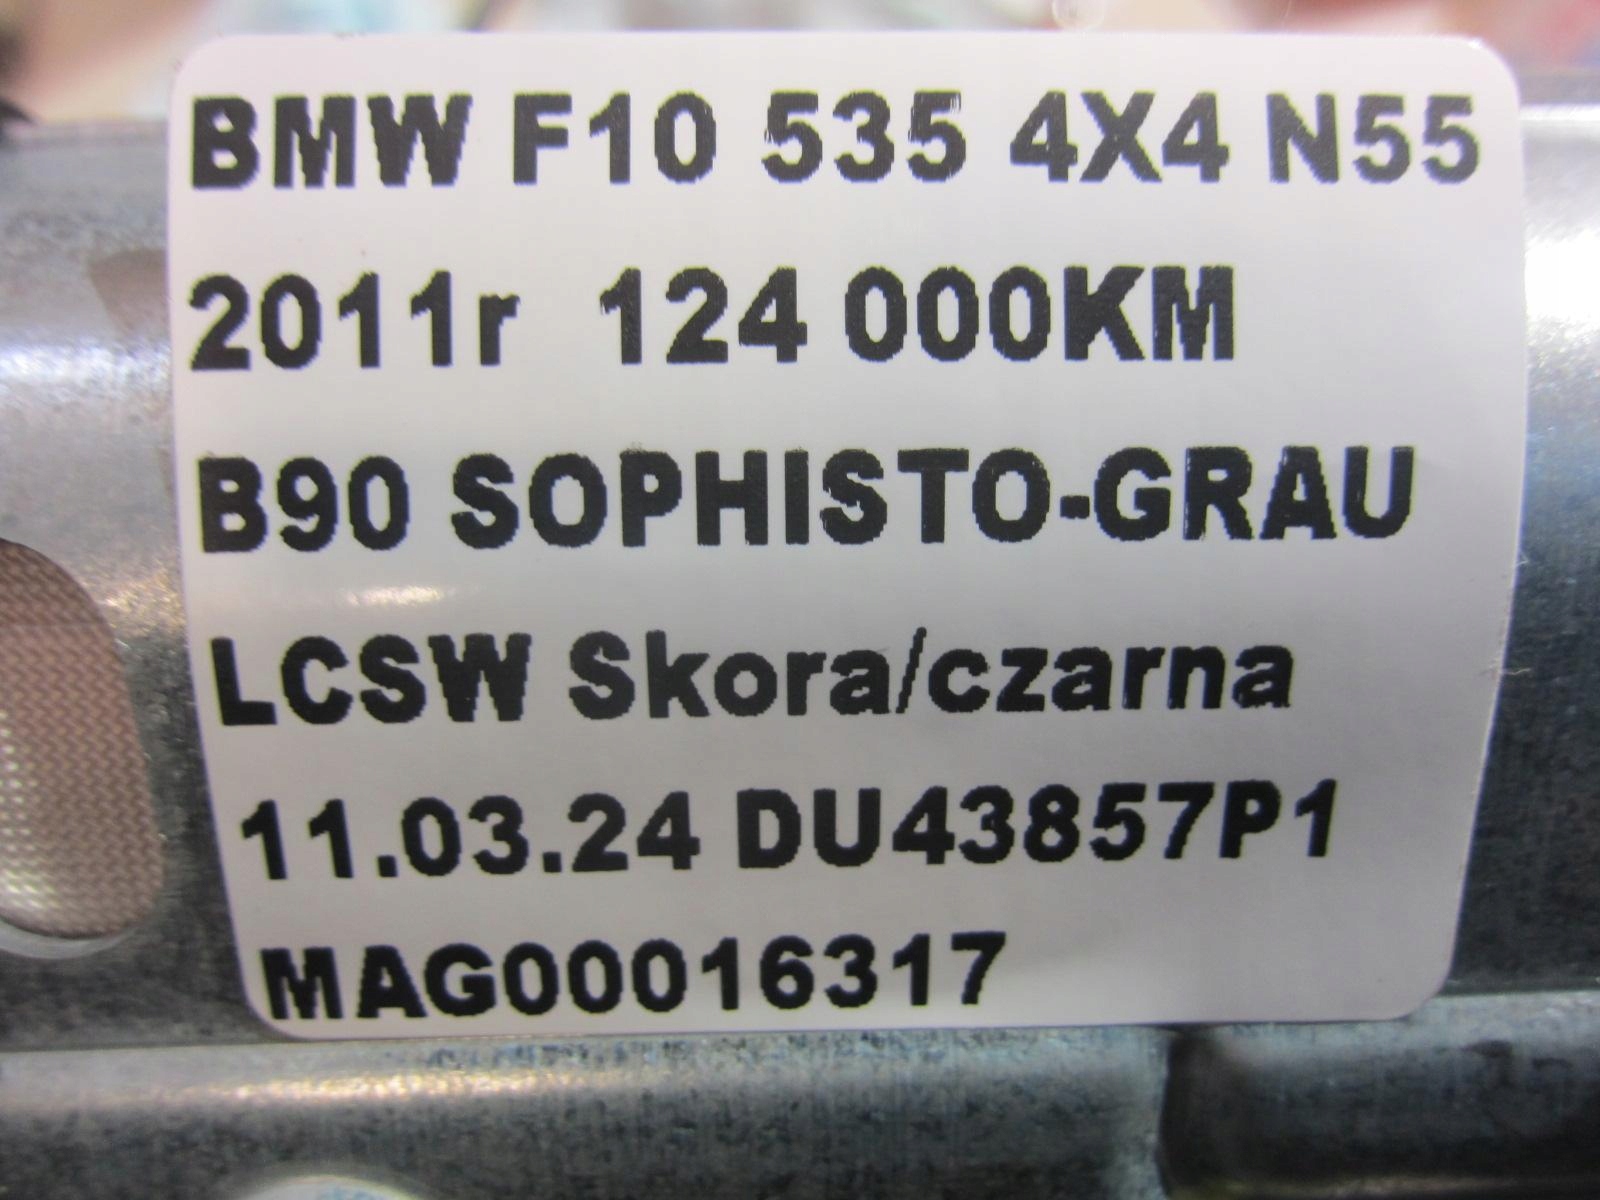 BMW F10 535 4X4 N55
2011r 124 000KM
B90 SOPHISTO-GRAU
LCSW Skora/czarna
11.03.24 DU43857P1
MAG00016317